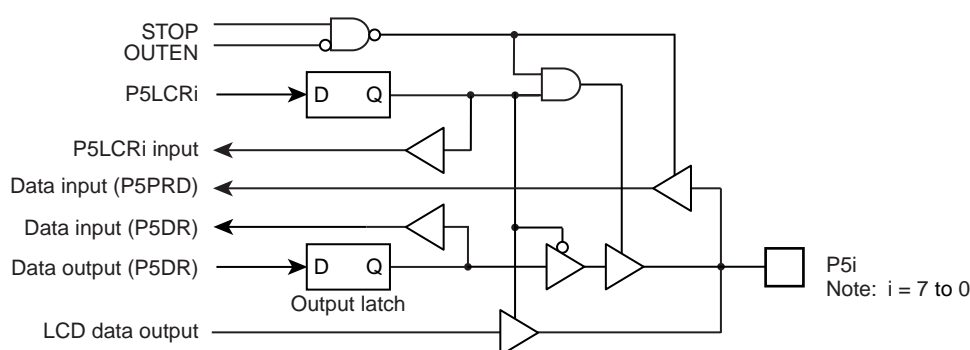 STOP
OUTEN
P5LCRi
D Q
P5LCRi input
Data input (P5PRD)
Data input (P5DR)
Data output (P5DR)
D Q
Output latch
LCD data output
P5i
Note: i = 7 to 0